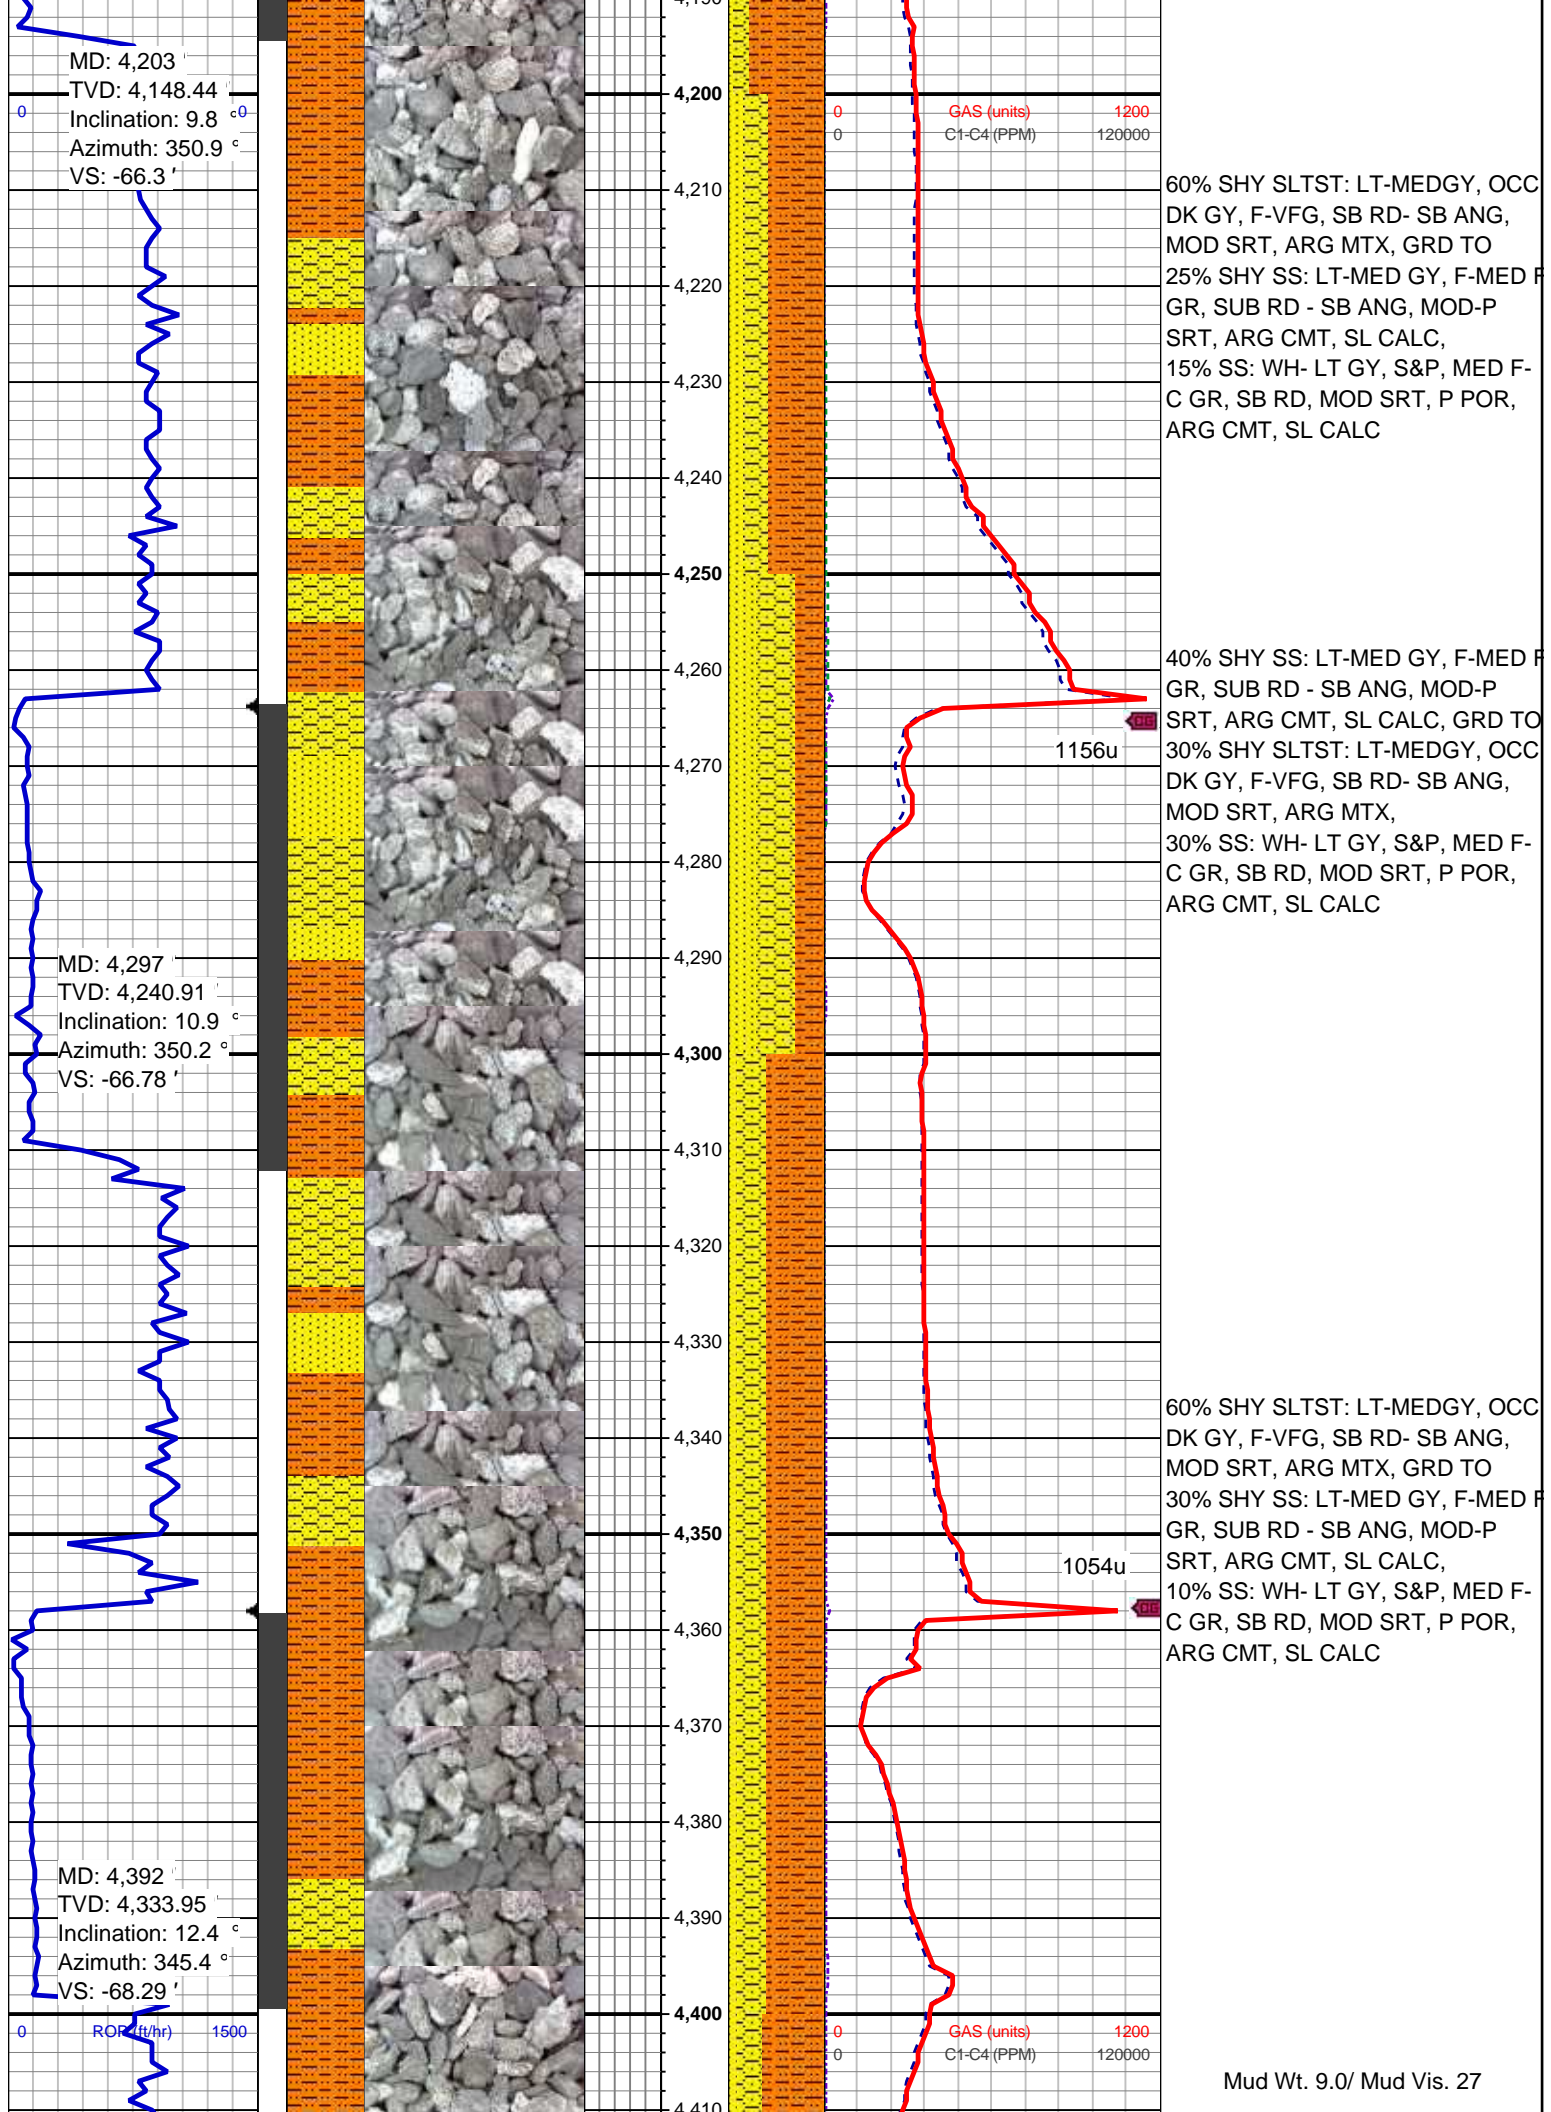 4,190
MD: 4,203 '
TVD: 4,148.44 '
Inclination: 9.8 °
Azimuth: 350.9 °
VS: -66.3 '
0
0
4,200
0 GAS (units) 1200
0 C1-C4 (PPM) 120000
4,210
60% SHY SLTST: LT-MEDGY, OCC
DK GY, F-VFG, SB RD- SB ANG,
MOD SRT, ARG MTX, GRD TO
25% SHY SS: LT-MED GY, F-MED F
GR, SUB RD - SB ANG, MOD-P
SRT, ARG CMT, SL CALC,
15% SS: WH- LT GY, S&P, MED F-
C GR, SB RD, MOD SRT, P POR,
ARG CMT, SL CALC
4,220
4,230
4,240
4,250
4,260
40% SHY SS: LT-MED GY, F-MED F
GR, SUB RD - SB ANG, MOD-P
SRT, ARG CMT, SL CALC, GRD TO
30% SHY SLTST: LT-MEDGY, OCC
DK GY, F-VFG, SB RD- SB ANG,
MOD SRT, ARG MTX,
30% SS: WH- LT GY, S&P, MED F-
C GR, SB RD, MOD SRT, P POR,
ARG CMT, SL CALC
CG
1156u
4,270
4,280
4,290
MD: 4,297 '
TVD: 4,240.91 '
Inclination: 10.9 °
Azimuth: 350.2 °
VS: -66.78 '
4,300
4,310
4,320
4,330
4,340
60% SHY SLTST: LT-MEDGY, OCC
DK GY, F-VFG, SB RD- SB ANG,
MOD SRT, ARG MTX, GRD TO
30% SHY SS: LT-MED GY, F-MED F
GR, SUB RD - SB ANG, MOD-P
SRT, ARG CMT, SL CALC,
10% SS: WH- LT GY, S&P, MED F-
C GR, SB RD, MOD SRT, P POR,
ARG CMT, SL CALC
4,350
1054u
CG
4,360
4,370
4,380
MD: 4,392 '
TVD: 4,333.95 '
Inclination: 12.4 °
Azimuth: 345.4 °
VS: -68.29 '
4,390
4,400
0 ROP (ft/hr) 1500
0 GAS (units) 1200
0 C1-C4 (PPM) 120000
Mud Wt. 9.0/ Mud Vis. 27
4,410